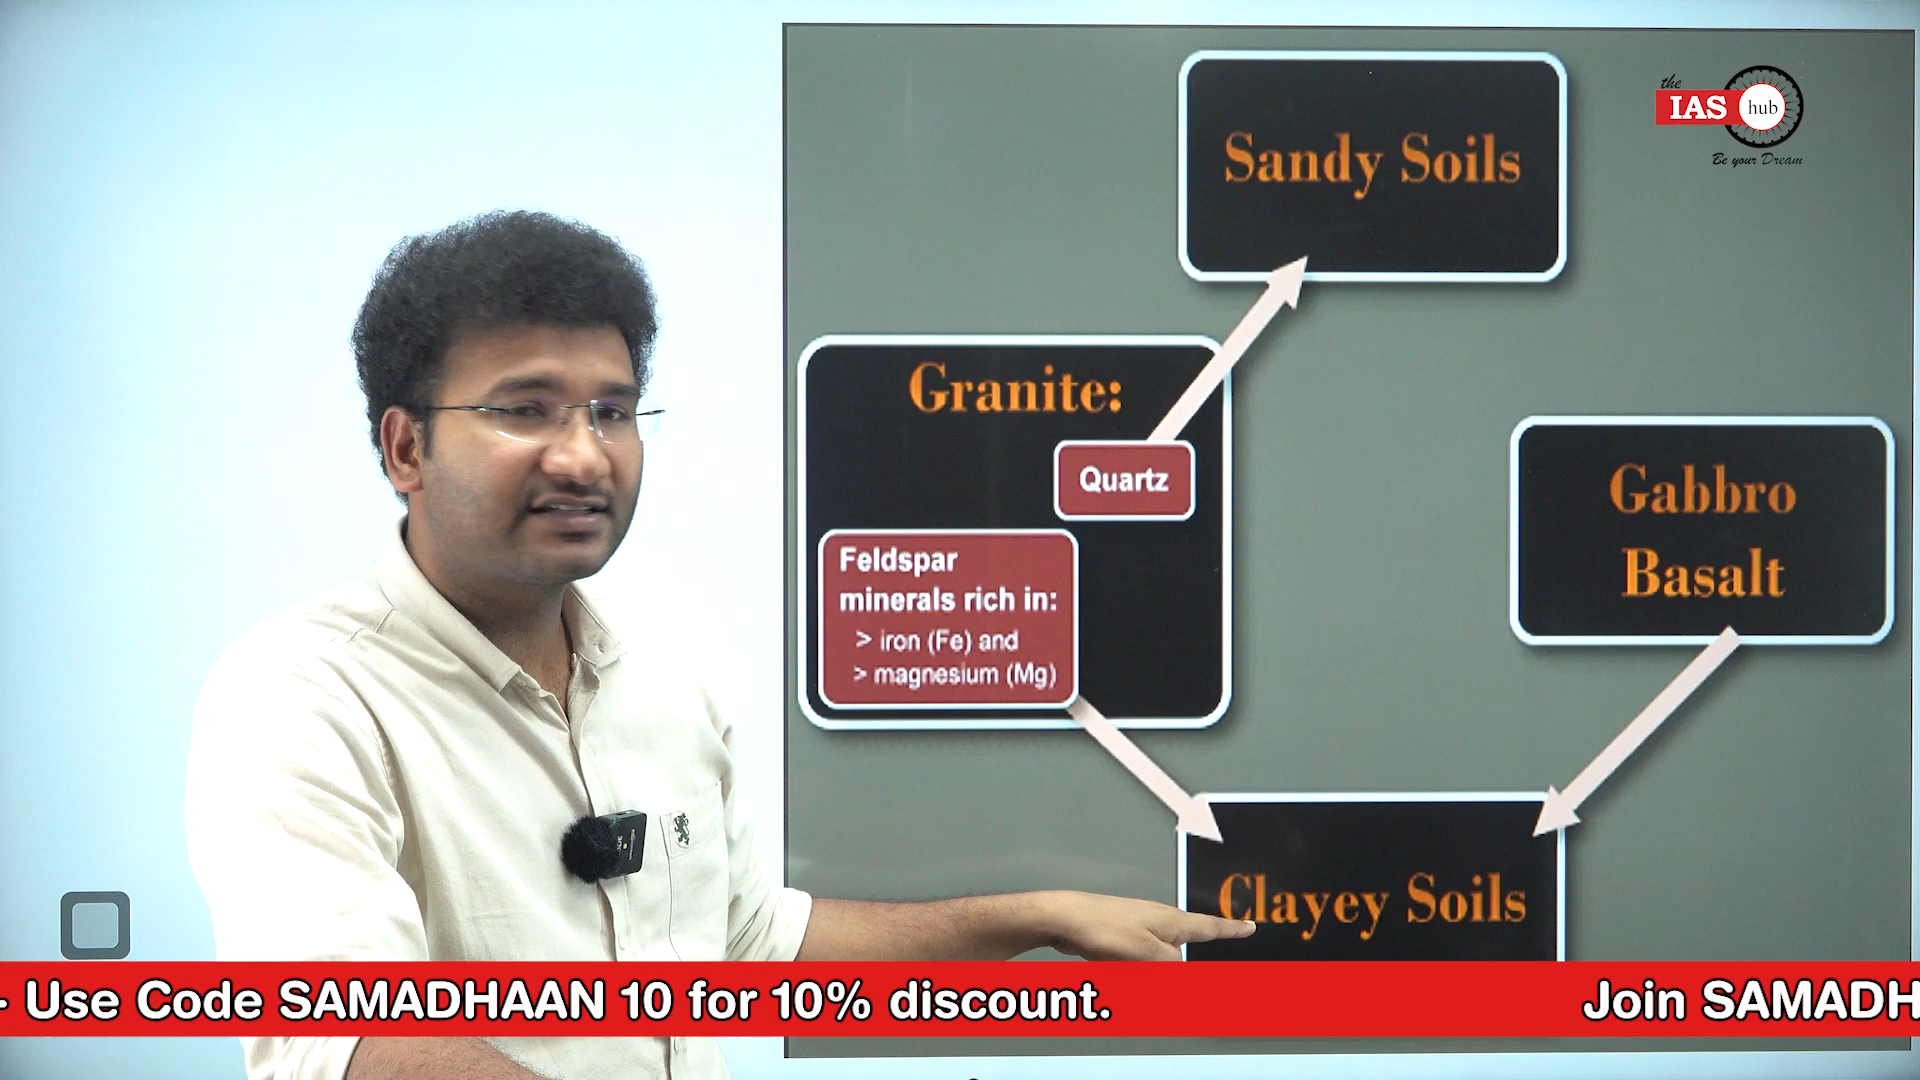 Sandy Soils
the
IAS hub
Be your Dream
Granite:
Quartz
Feldspar
minerals rich in:
> iron (Fe) and
> magnesium (Mg)
Gabbro
Basalt
Clayey Soils
- Use Code SAMADHAAN 10 for 10% discount.
Join SAMADH